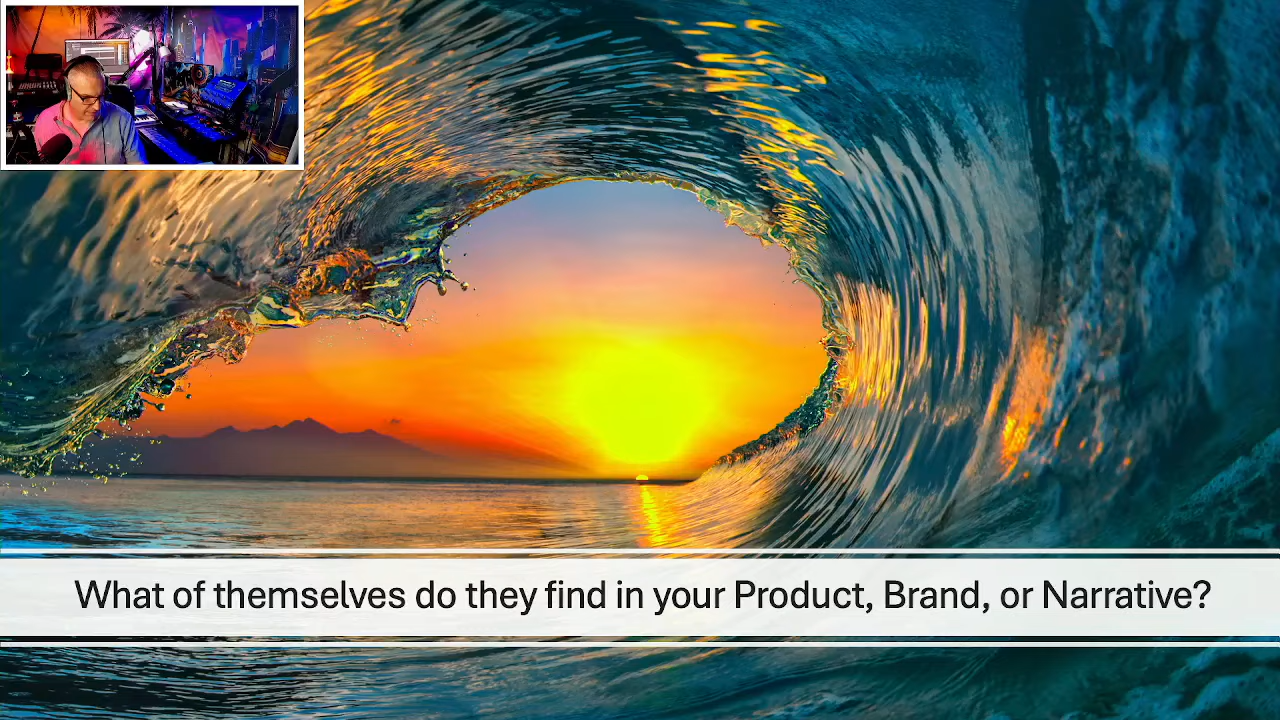 What of themselves do they find in your Product, Brand, or Narrative?